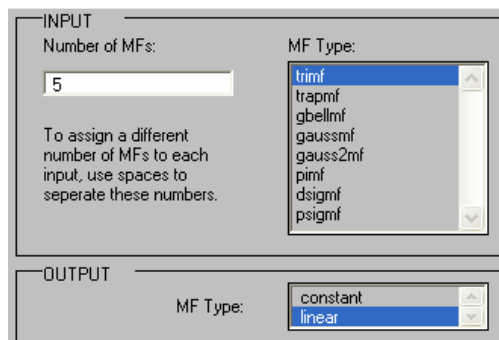 INPUT
Number of MFs:
5
To assign a different
number of MFs to each
input, use spaces to
seperate these numbers.
MF Type:
trimf
trapmf
gbellmf
gaussmf
gauss2mf
pimf
dsigmf
psigmf
OUTPUT
MF Type:
constant
linear